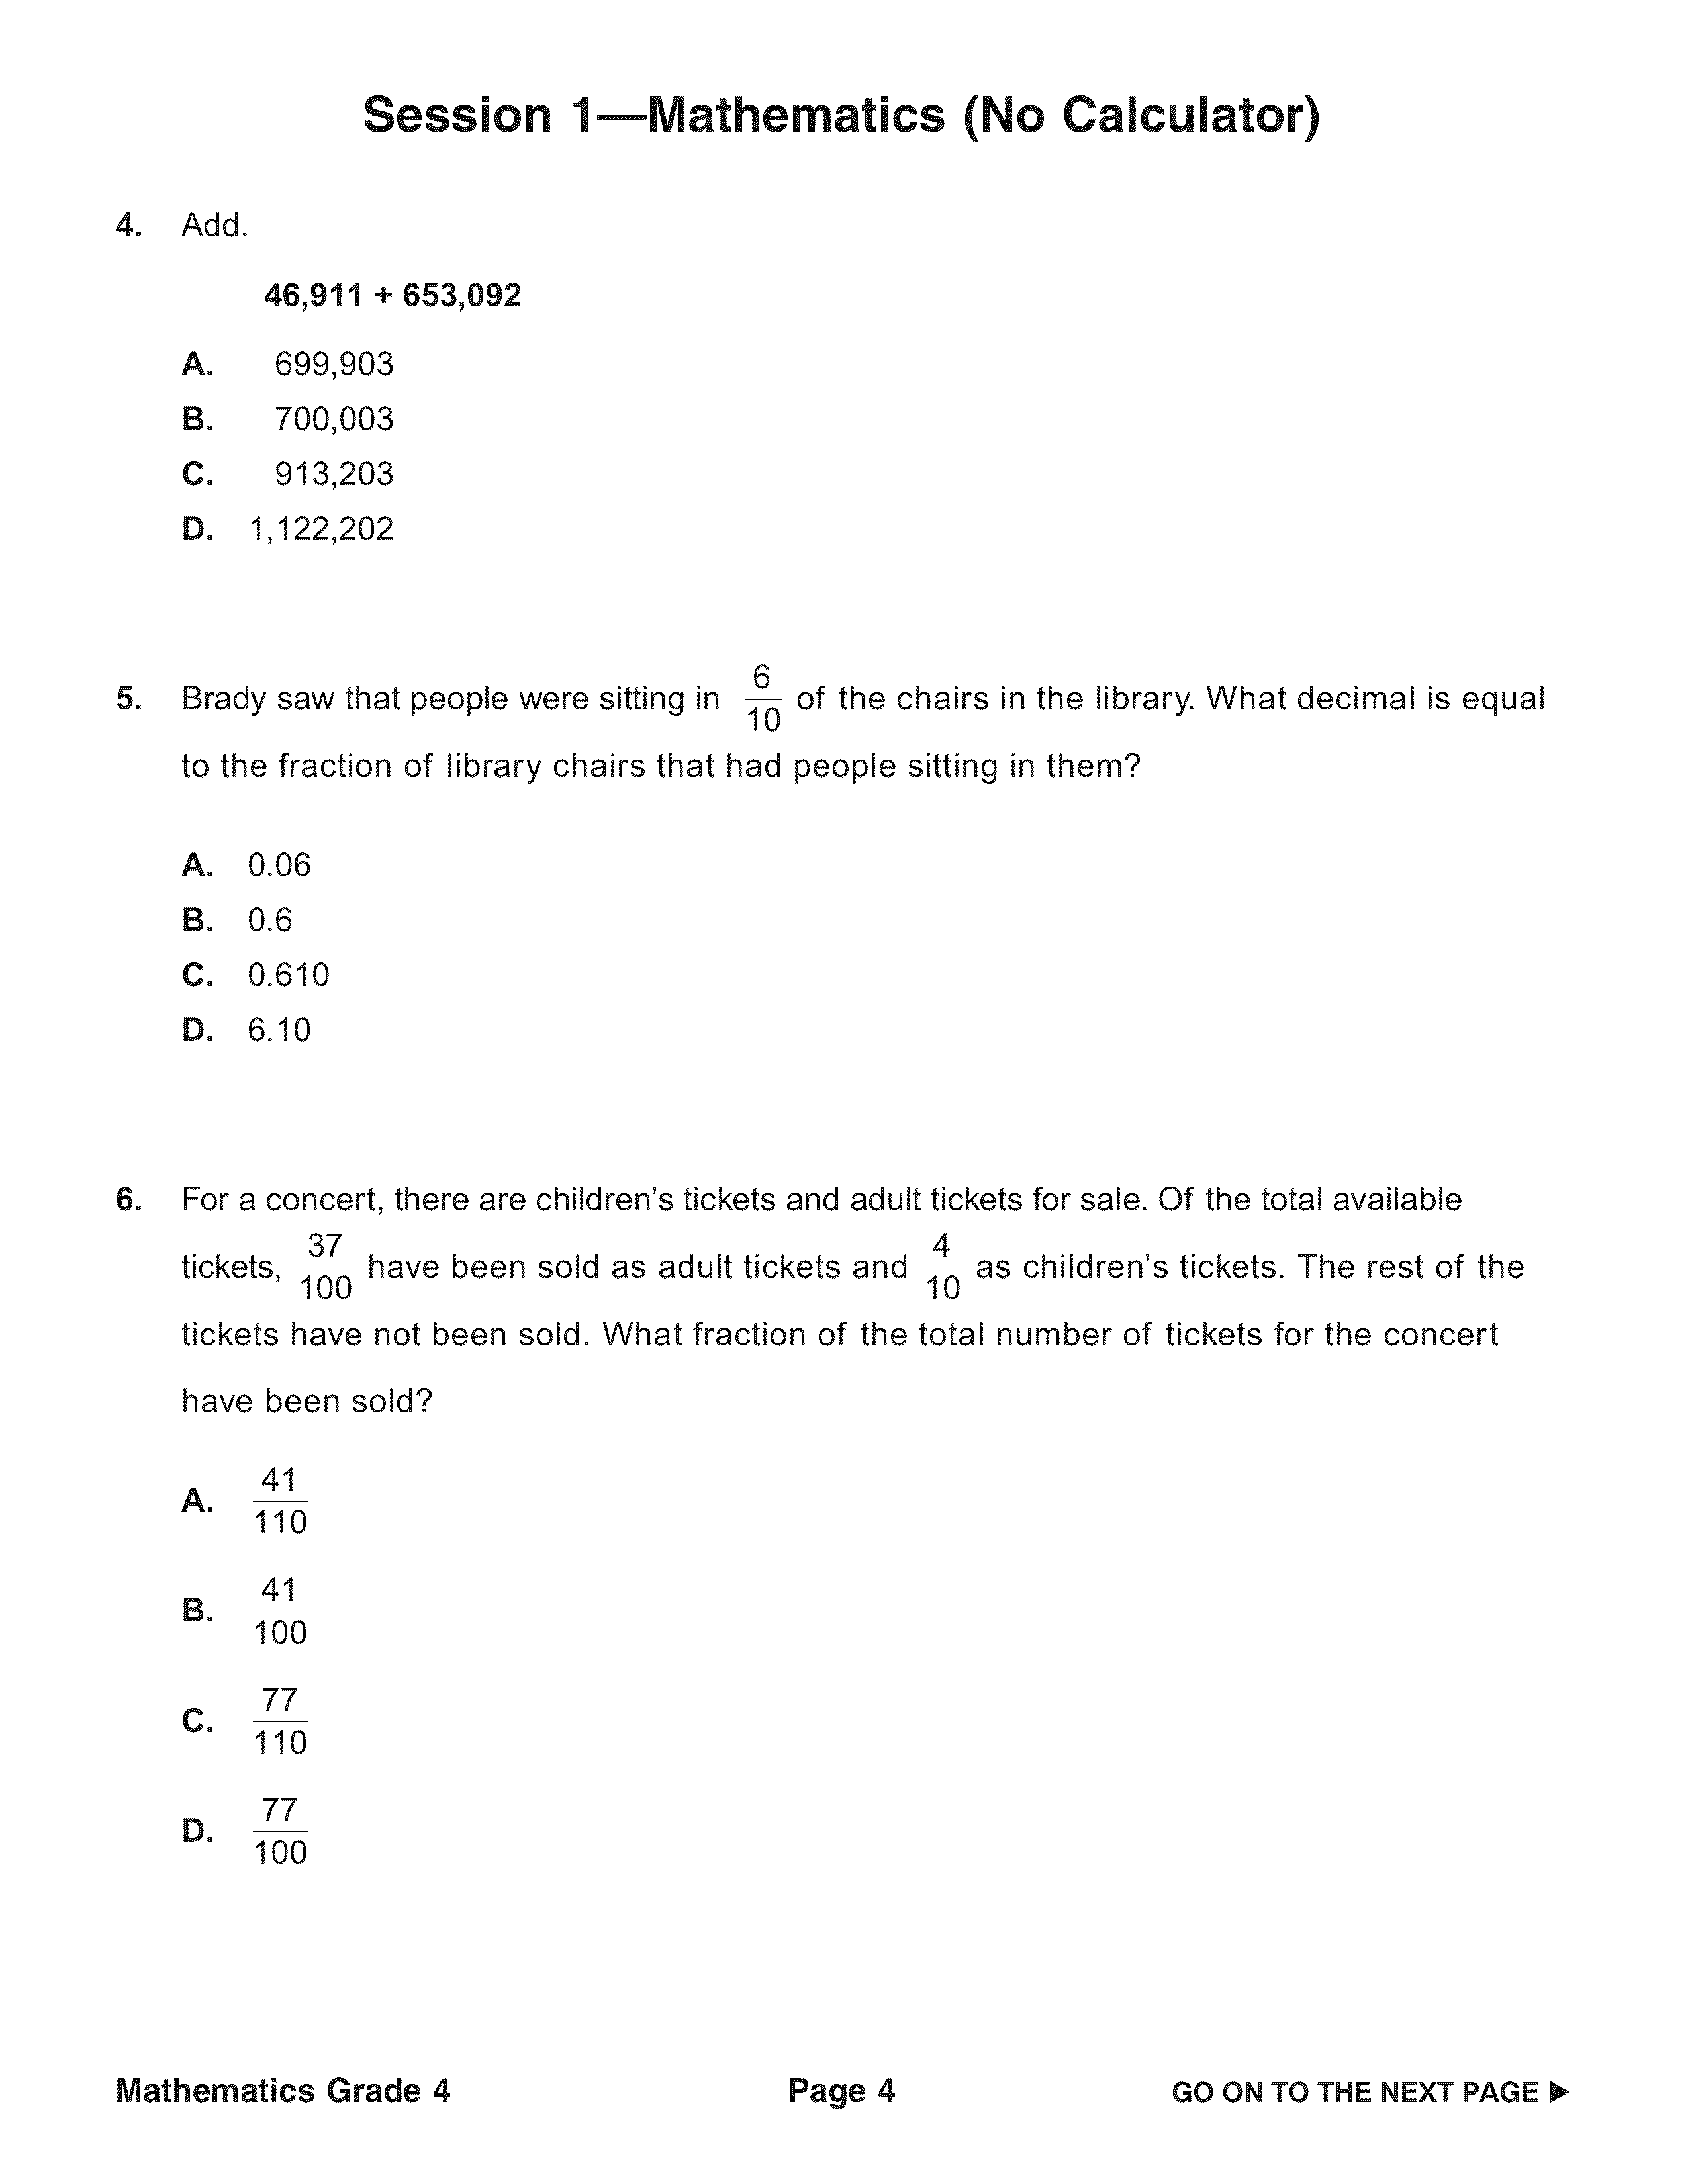 Session 1—Mathematics (No Calculator)
4. Add.
46,911 + 653,092
A. 699,903
B. 700,003
C. 913,203
D. 1,122,202
5. Brady saw that people were sitting in 6/10 of the chairs in the library. What decimal is equal
to the fraction of library chairs that had people sitting in them?
A. 0.06
B. 0.6
C. 0.610
D. 6.10
6. For a concert, there are children’s tickets and adult tickets for sale. Of the total available
tickets, 37/100 have been sold as adult tickets and 4/10 as children’s tickets. The rest of the
tickets have not been sold. What fraction of the total number of tickets for the concert
have been sold?
A. 41/110
B. 41/100
C. 77/110
D. 77/100
Mathematics Grade 4 Page 4 GO ON TO THE NEXT PAGE ▶